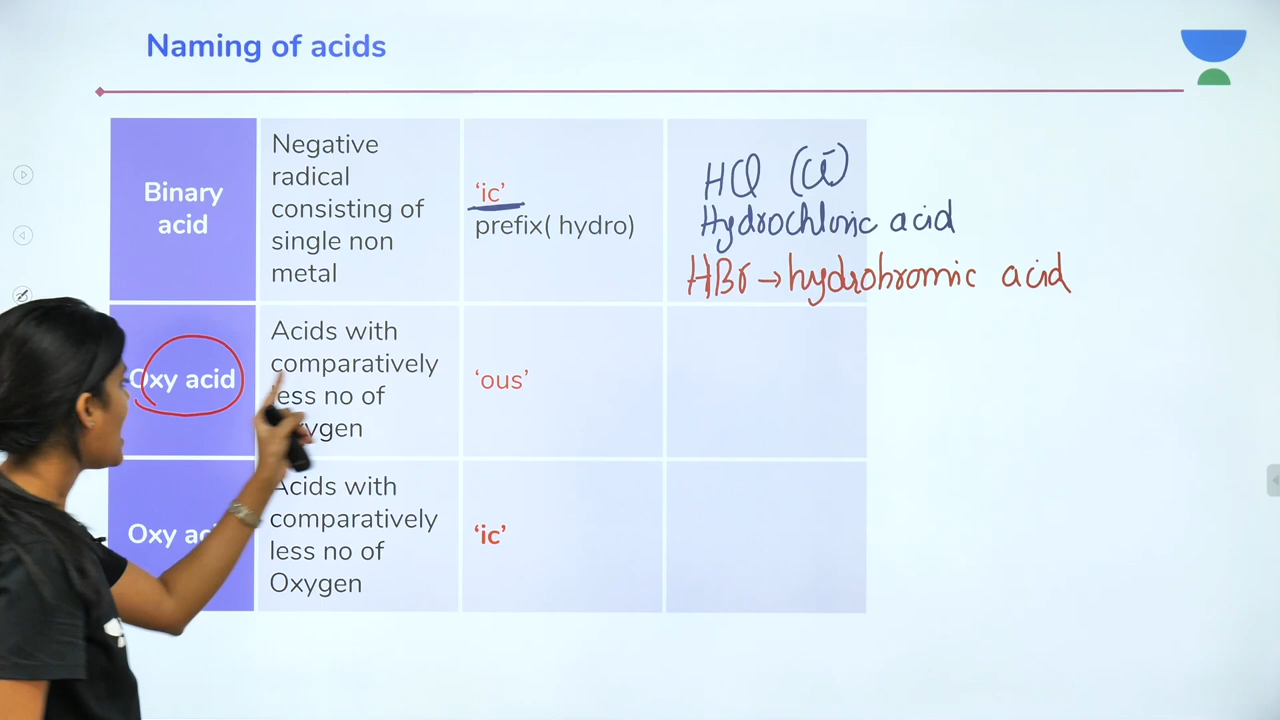 Naming of acids
Binary
acid
Negative
radical
consisting of
single non
metal
‘ic’
prefix( hydro)
HCl (Cl⁻)
Hydrochloric acid
HBr → hydrobromic acid
Oxy acid
Acids with
comparatively
less no of
Oxygen
‘ous’
Oxy
Acids with
comparatively
less no of
Oxygen
‘ic’